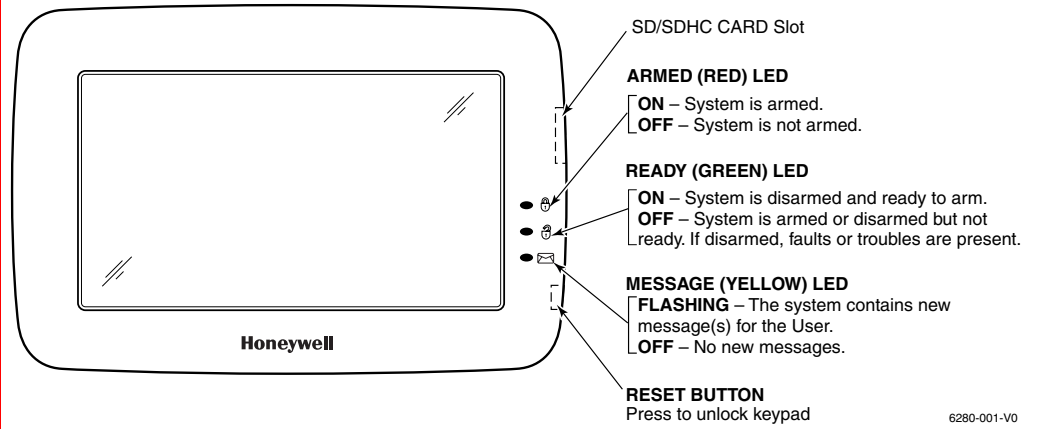 SD/SDHC CARD Slot
ARMED (RED) LED
ON – System is armed.
OFF – System is not armed.
READY (GREEN) LED
ON – System is disarmed and ready to arm.
OFF – System is armed or disarmed but not
ready. If disarmed, faults or troubles are present.
MESSAGE (YELLOW) LED
FLASHING – The system contains new
message(s) for the User.
OFF – No new messages.
Honeywell
RESET BUTTON
Press to unlock keypad
6280-001-V0